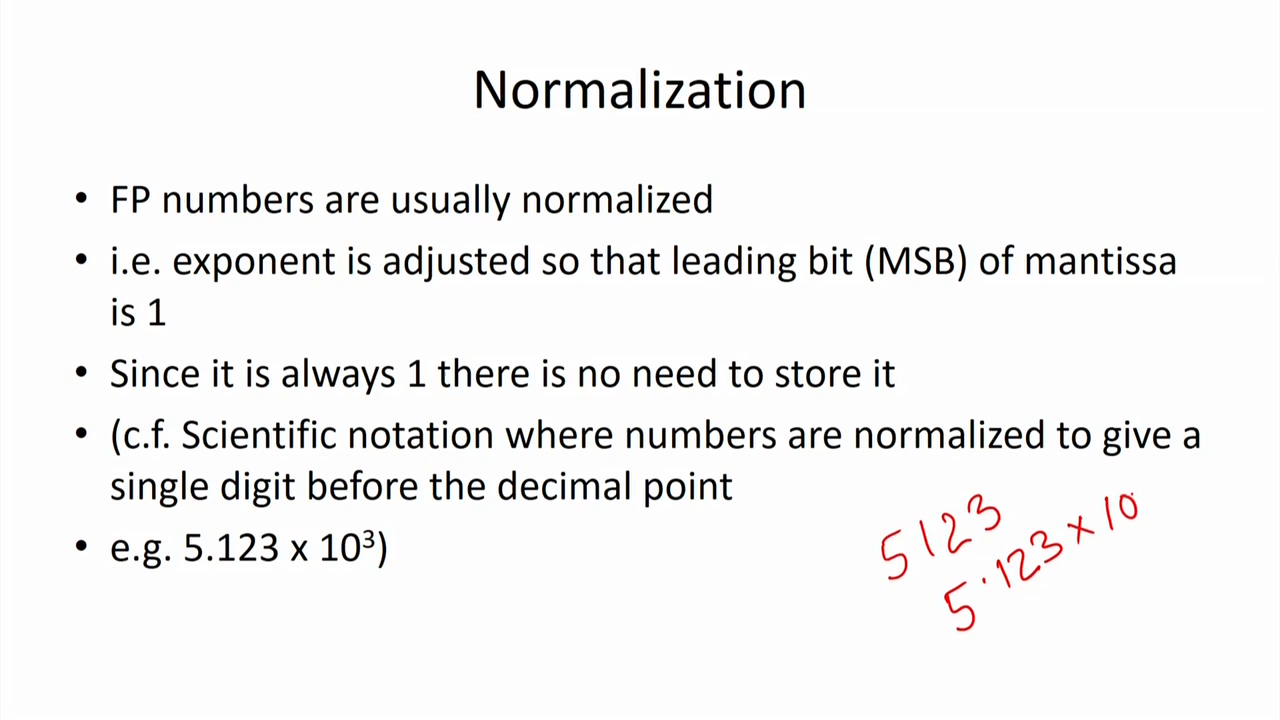 Normalization
• FP numbers are usually normalized
• i.e. exponent is adjusted so that leading bit (MSB) of mantissa
is 1
• Since it is always 1 there is no need to store it
• (c.f. Scientific notation where numbers are normalized to give a
single digit before the decimal point
• e.g. 5.123 x 10³)
5123
5.123 x 10